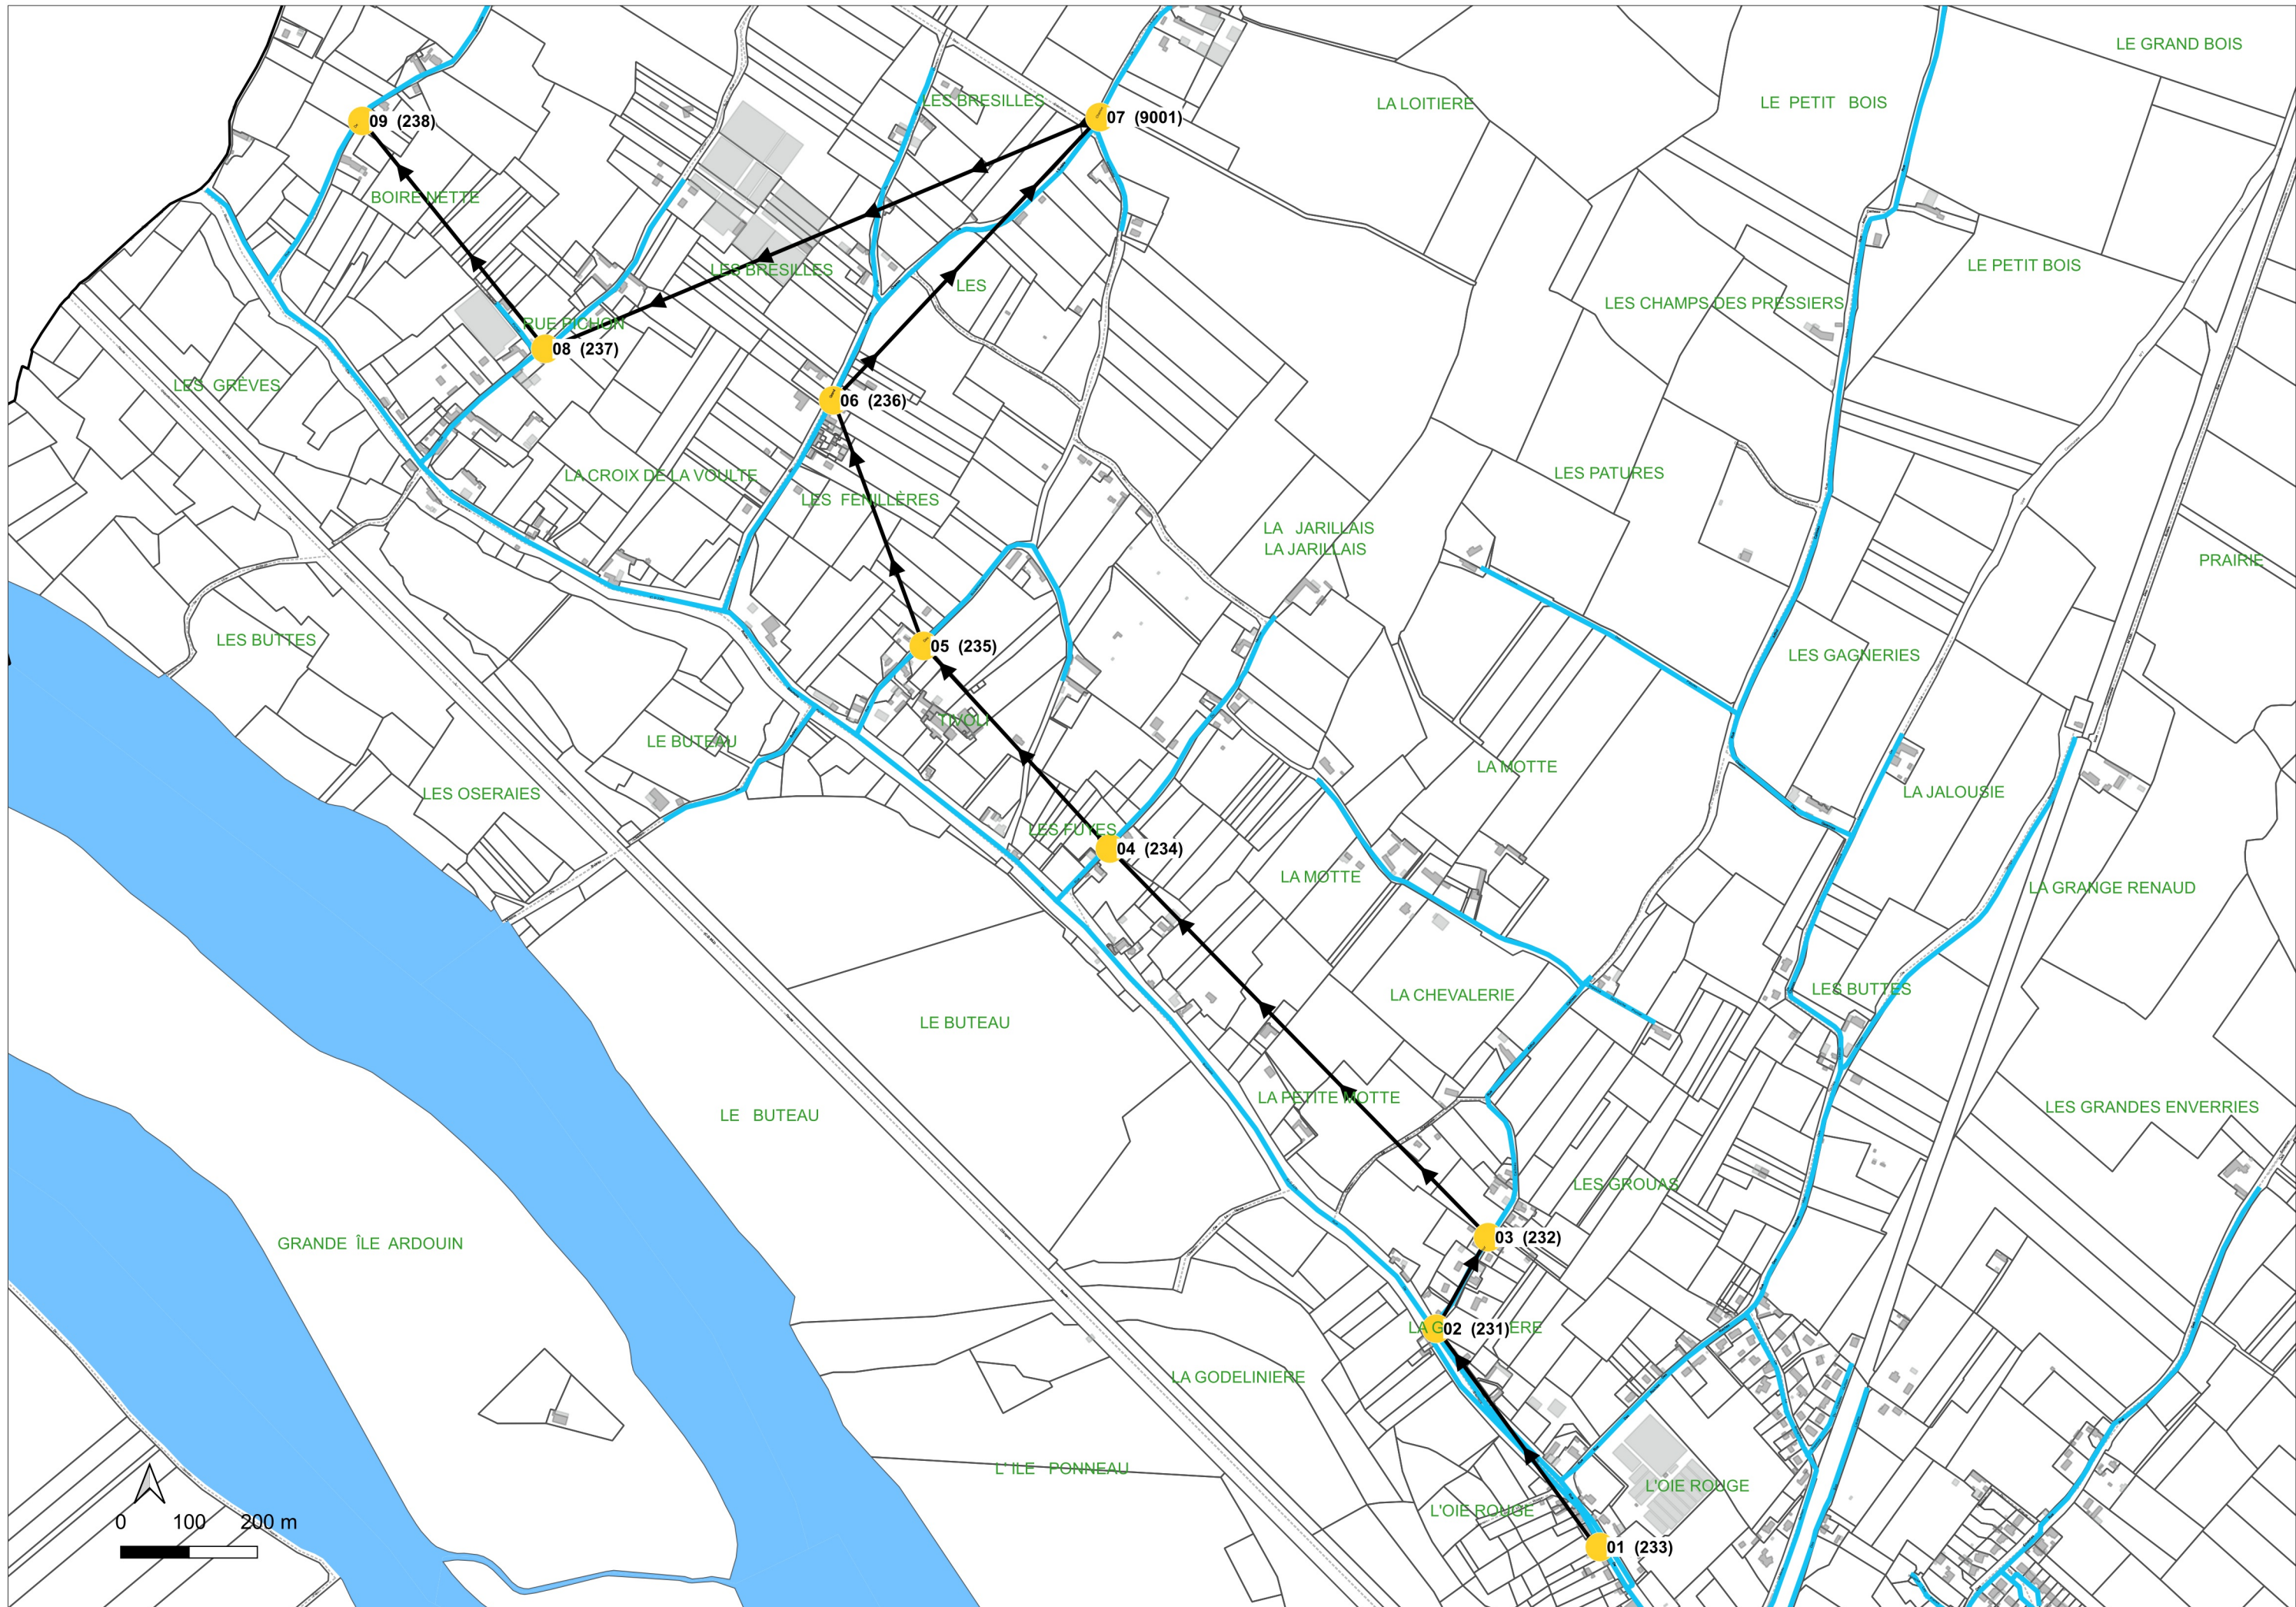 LE GRAND BOIS
LES BRESILLES
LA LOITIERE
LE PETIT BOIS
09 (238)
07 (9001)
BOIRE NETTE
LES BRESILLES
LES
LE PETIT BOIS
LES CHAMPS DES PRESSIERS
RUE PICHON
08 (237)
LES GRÈVES
06 (236)
LA CROIX DE LA VOULTE
LES FENILLÈRES
LES PATURES
LA JARILLAIS
LA JARILLAIS
PRAIRIE
LES BUTTES
05 (235)
LES GAGNERIES
TIVOLI
LE BUTEAU
LA MOTTE
LES OSERAIES
LA JALOUSIE
LES FUYES
04 (234)
LA MOTTE
LA GRANGE RENAUD
LES BUTTES
LA CHEVALERIE
LE BUTEAU
LA PETITE MOTTE
LE BUTEAU
LES GRANDES ENVERRIES
LES GROUAS
GRANDE ÎLE ARDOUIN
03 (232)
LA G
02 (231)
ERE
LA GODELINIERE
L' ILE PONNEAU
L'OIE ROUGE
L'OIE ROUGE
0 100 200 m
01 (233)